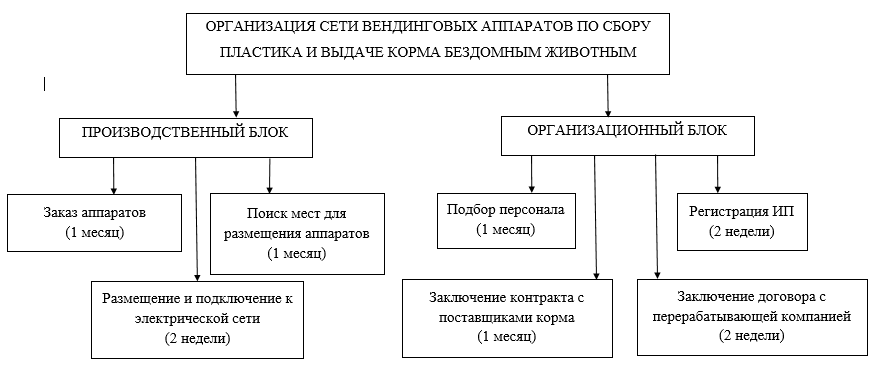 ОРГАНИЗАЦИЯ СЕТИ ВЕНДИНГОВЫХ АППАРАТОВ ПО СБОРУ
ПЛАСТИКА И ВЫДАЧЕ КОРМА БЕЗДОМНЫМ ЖИВОТНЫМ
ПРОИЗВОДСТВЕННЫЙ БЛОК
ОРГАНИЗАЦИОННЫЙ БЛОК
Заказ аппаратов
(1 месяц)
Поиск мест для
размещения аппаратов
(1 месяц)
Подбор персонала
(1 месяц)
Регистрация ИП
(2 недели)
Размещение и подключение к
электрической сети
(2 недели)
Заключение контракта с
поставщиками корма
(1 месяц)
Заключение договора с
перерабатывающей компанией
(2 недели)